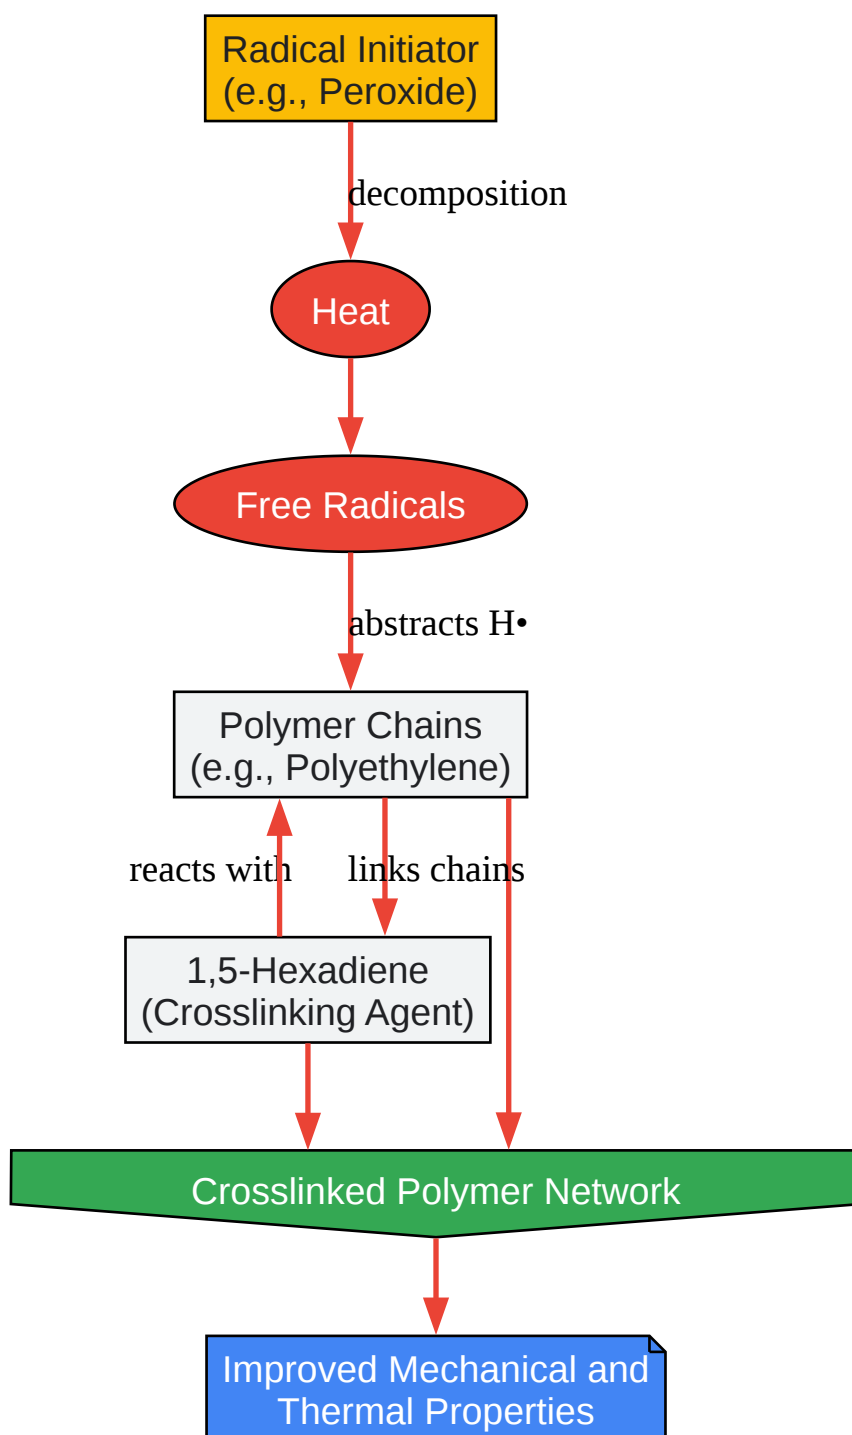 Radical Initiator
(e.g., Peroxide)
decomposition
Heat
Free Radicals
abstracts H•
Polymer Chains
(e.g., Polyethylene)
reacts with
links chains
1,5-Hexadiene
(Crosslinking Agent)
Crosslinked Polymer Network
Improved Mechanical and
Thermal Properties